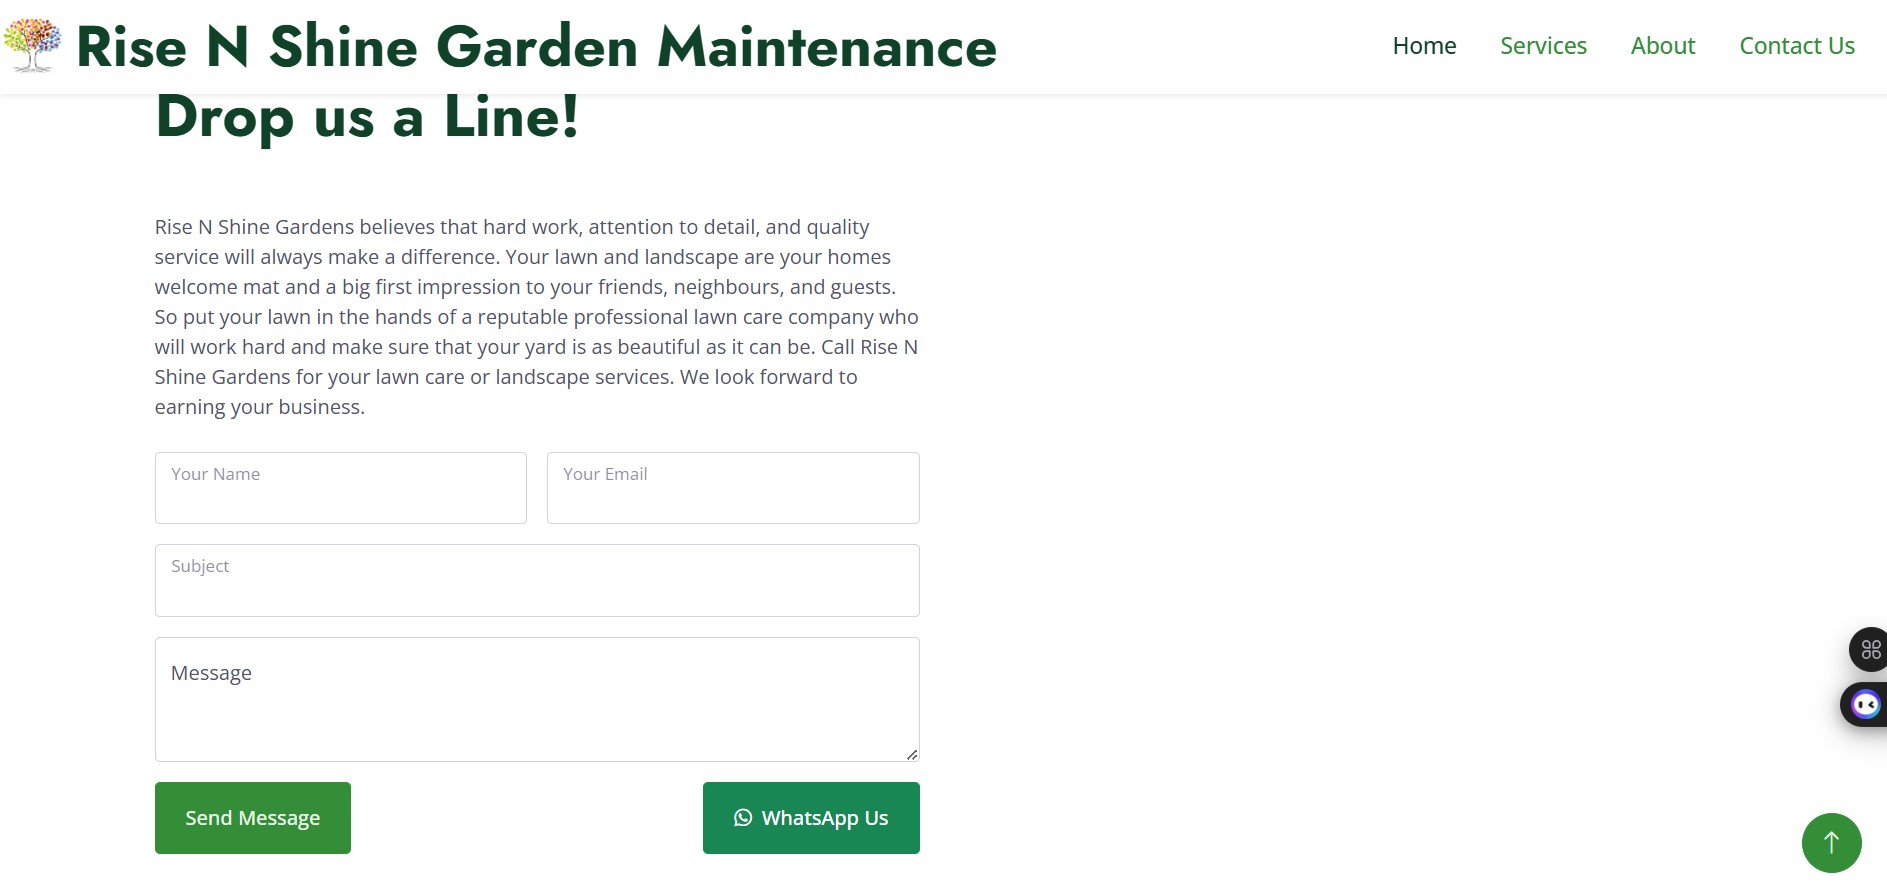 Rise N Shine Garden Maintenance
Home Services About Contact Us
Drop us a Line!
Rise N Shine Gardens believes that hard work, attention to detail, and quality
service will always make a difference. Your lawn and landscape are your homes
welcome mat and a big first impression to your friends, neighbours, and guests.
So put your lawn in the hands of a reputable professional lawn care company who
will work hard and make sure that your yard is as beautiful as it can be. Call Rise N
Shine Gardens for your lawn care or landscape services. We look forward to
earning your business.
Your Name
Your Email
Subject
Message
Send Message
WhatsApp Us